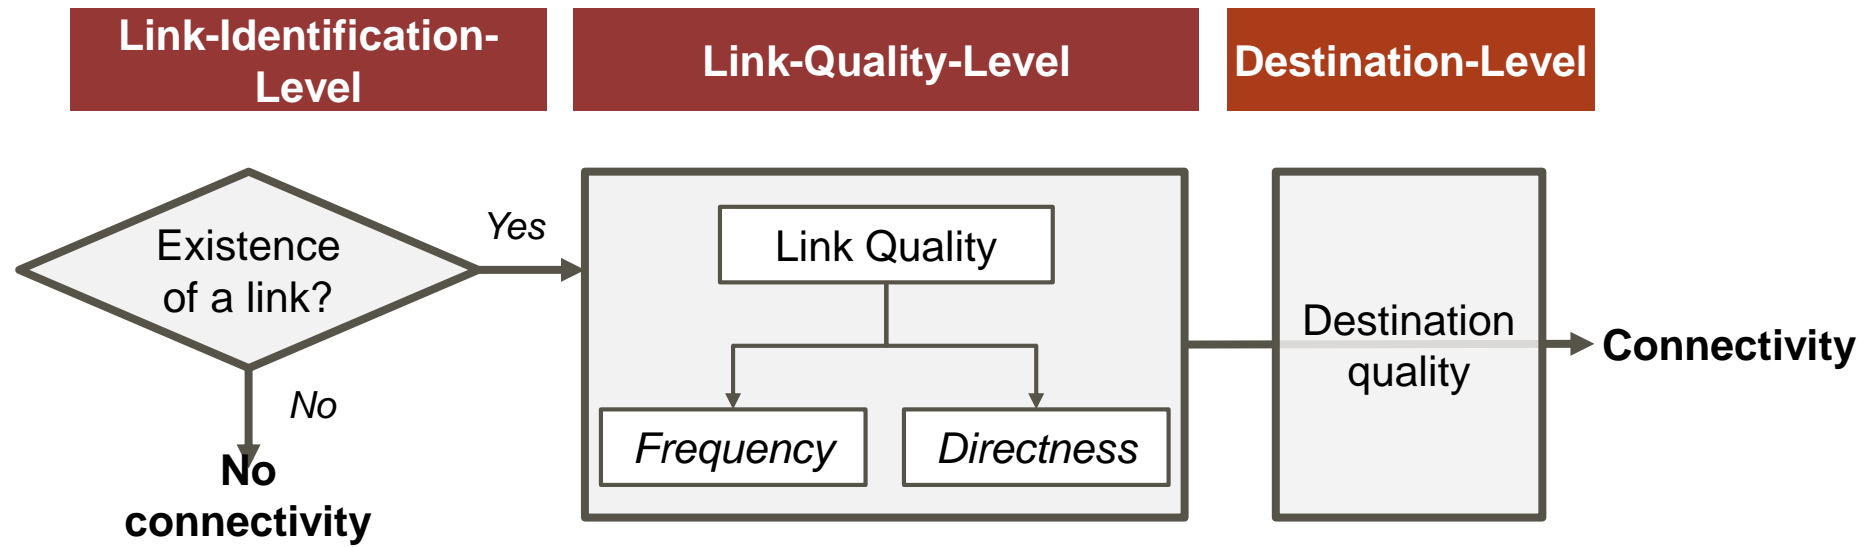 Link-Identification-
Level
Link-Quality-Level
Destination-Level
Existence
of a link?
Yes
No
No
connectivity
Link Quality
Frequency
Directness
Destination
quality
Connectivity